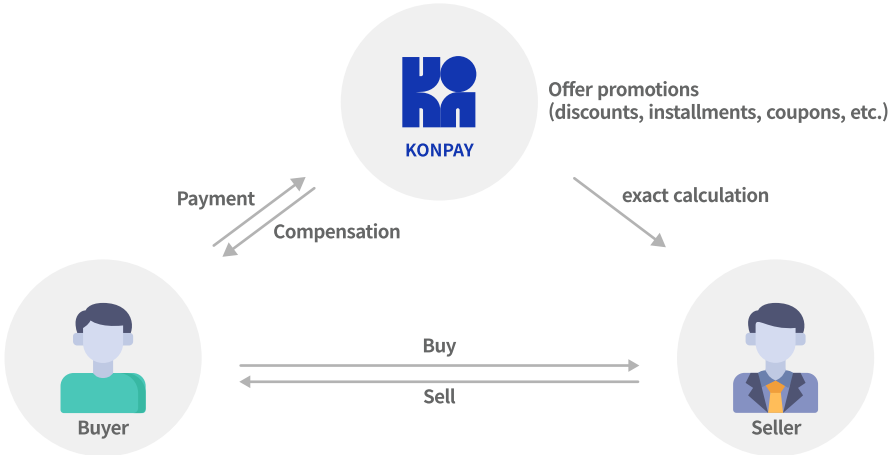 KONPAY
Offer promotions
(discounts, installments, coupons, etc.)
Payment
Compensation
exact calculation
Buy
Sell
Buyer
Seller